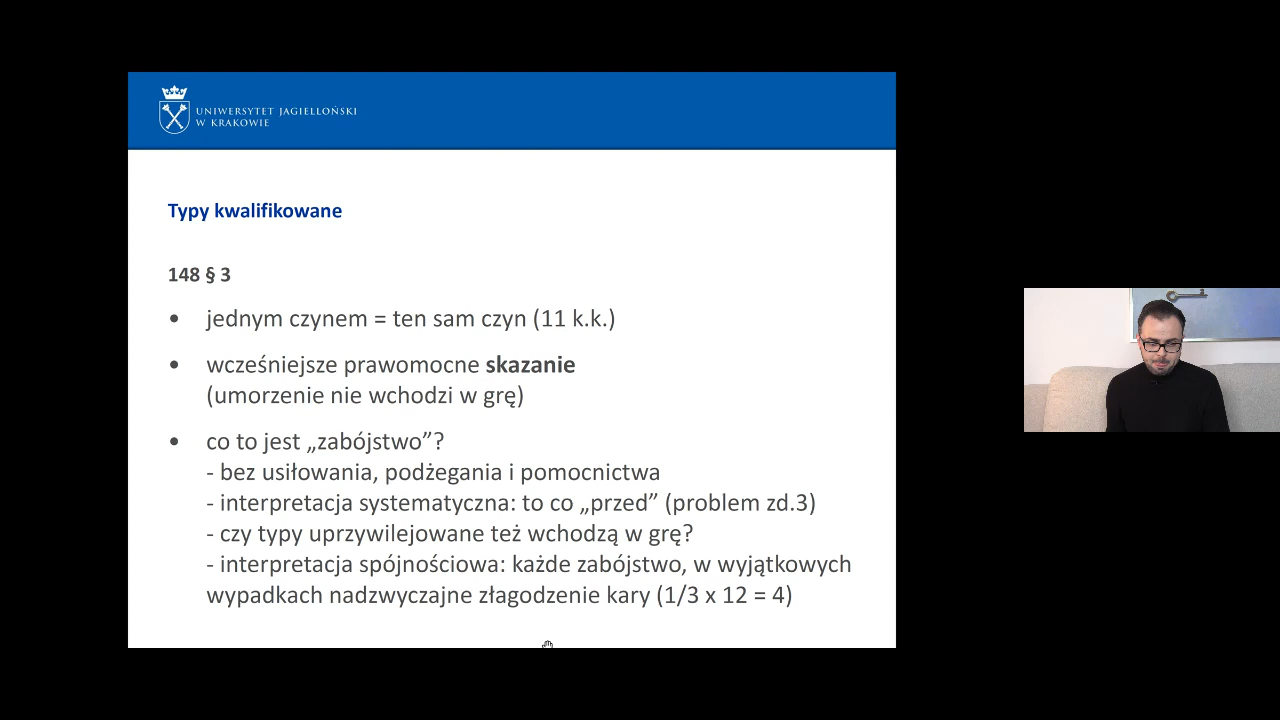 UNIWERSYTET JAGIELLOŃSKI
W KRAKOWIE
Typy kwalifikowane
148 § 3
• jednym czynem = ten sam czyn (11 k.k.)
• wcześniejsze prawomocne skazanie
(umorzenie nie wchodzi w grę)
• co to jest „zabójstwo”?
- bez usiłowania, podżegania i pomocnictwa
- interpretacja systematyczna: to co „przed” (problem zd.3)
- czy typy uprzywilejowane też wchodzą w grę?
- interpretacja spójnościowa: każde zabójstwo, w wyjątkowych
wypadkach nadzwyczajne złagodzenie kary (1/3 x 12 = 4)